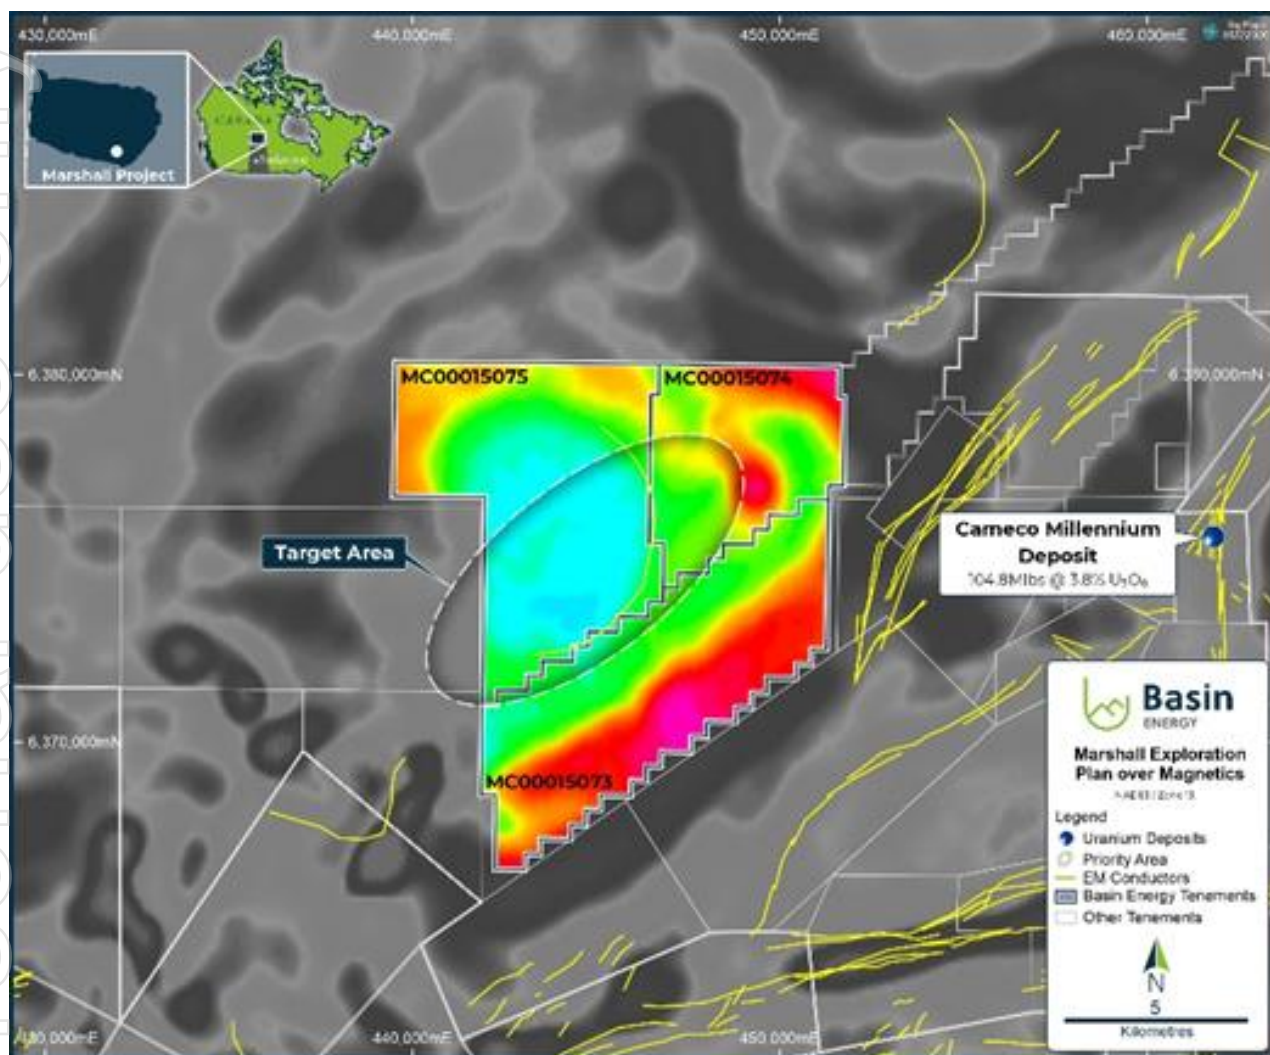 430,000mE
440,000mE
450,000mE
460,000mE
CANADA
Marshall Project
6,380,000mN
MC00015075
MC00015074
6,380,000mN
Target Area
Cameco Millennium
Deposit
104.8Mlbs @ 3.8% U₃O₈
6,370,000mN
MC00015073
Basin
ENERGY
Marshall Exploration
Plan over Magnetics
Legend
Uranium Deposits
Priority Area
EM Conductors
Basin Energy Tenements
Other Tenements
N
5
Kilometres
430,000mE
440,000mE
450,000mE